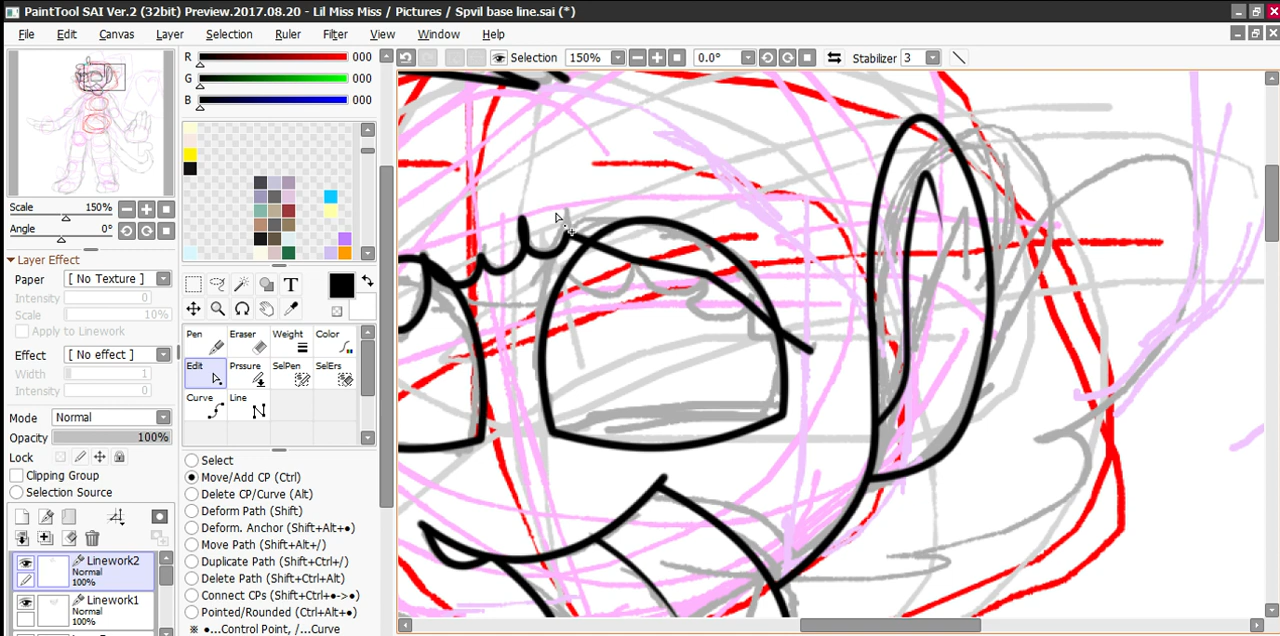 PaintTool SAI Ver.2 (32bit) Preview.2017.08.20 - Lil Miss Miss / Pictures / Spvil base line.sai (*)
File Edit Canvas Layer Selection Ruler Filter View Window Help
Selection 150% 0.0° Stabilizer 3
R 000
G 000
B 000
Scale 150%
Angle 0°
Layer Effect
Paper [ No Texture ]
Intensity 0
Scale 10%
Apply to Linework
Effect [ No effect ]
Width 1
Intensity 0
Mode Normal
Opacity 100%
Lock
Clipping Group
Selection Source
Linework2
Normal
100%
Linework1
Normal
100%
T
Pen Eraser Weight Color
Edit Prssure SelPen SelErs
Curve Line
Select
Move/Add CP (Ctrl)
Delete CP/Curve (Alt)
Deform Path (Shift)
Deform. Anchor (Shift+Alt+●)
Move Path (Shift+Alt+/)
Duplicate Path (Shift+Ctrl+/)
Delete Path (Shift+Ctrl+Alt)
Connect CPs (Shift+Ctrl+●->●)
Pointed/Rounded (Ctrl+Alt+●)
※ ●...Control Point, /...Curve